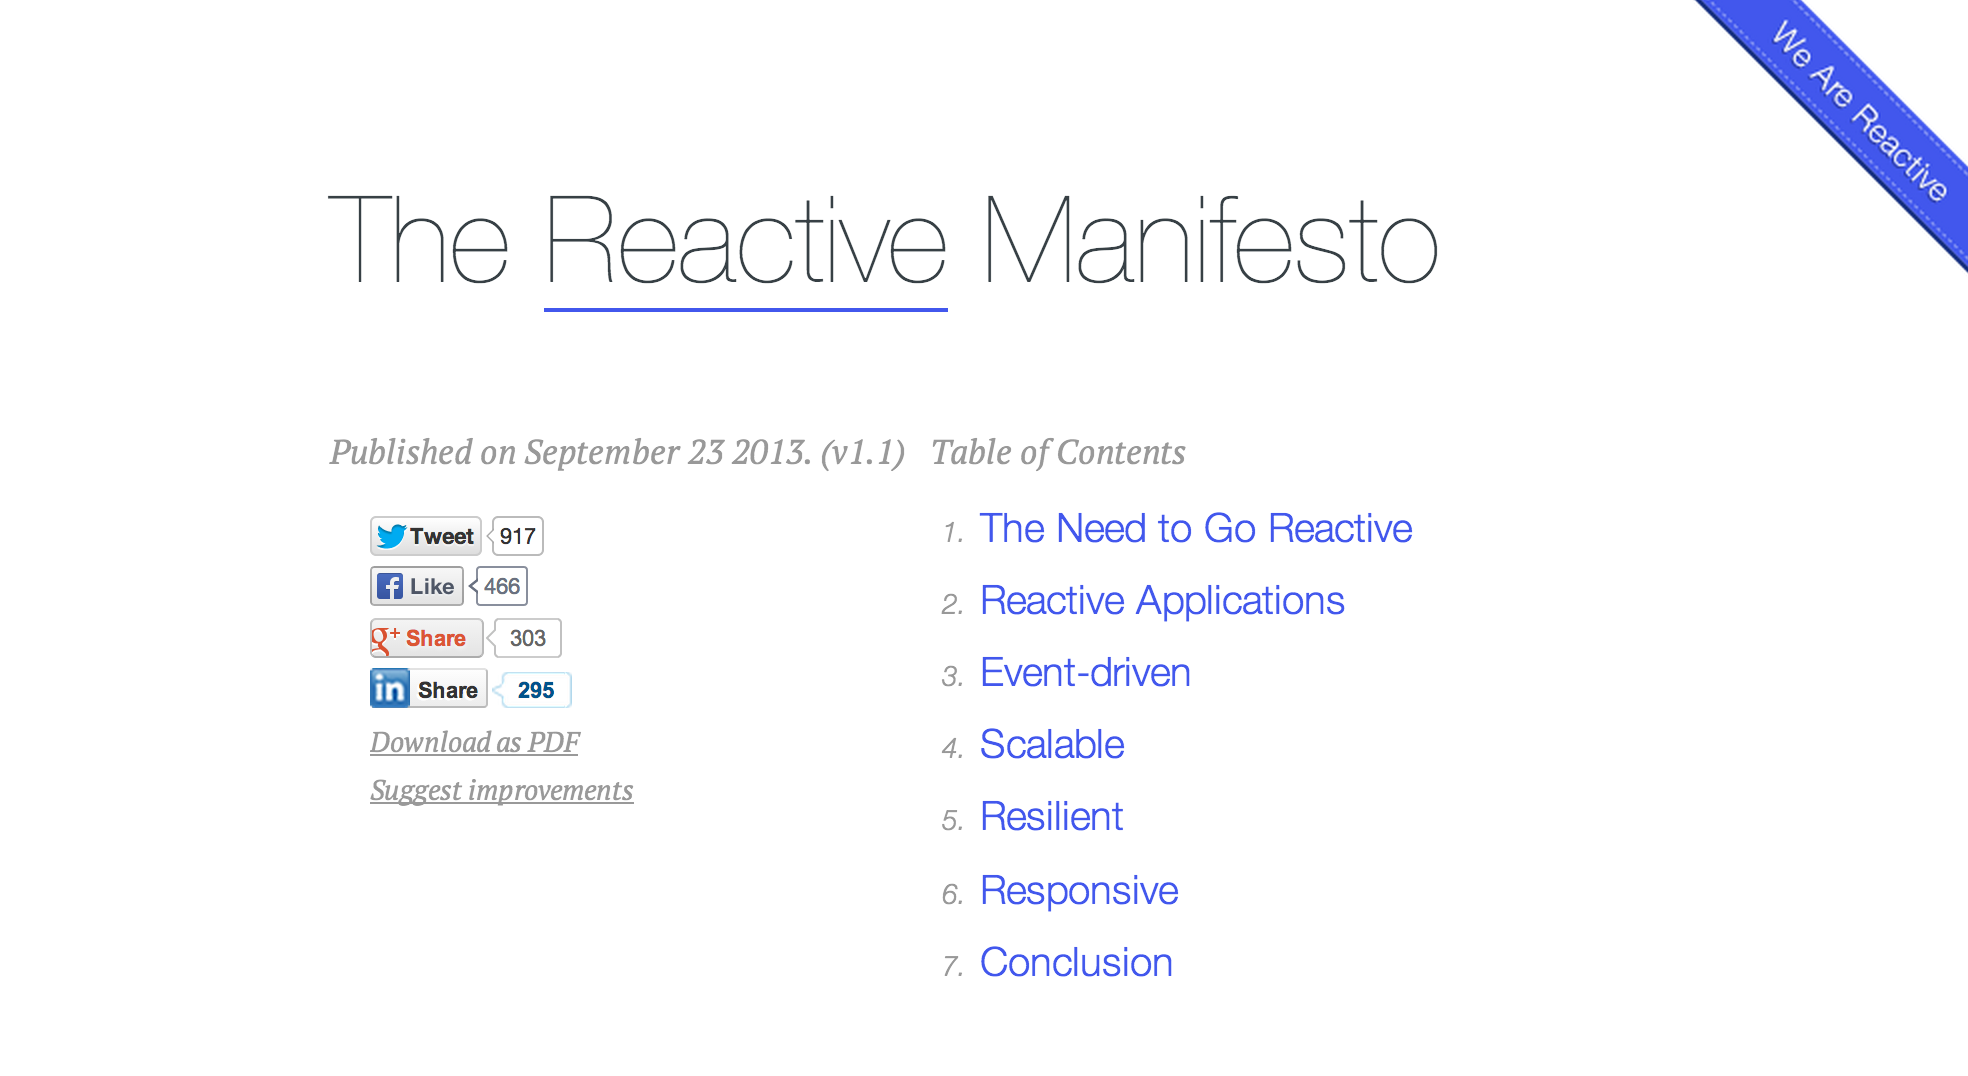 We Are Reactive
The Reactive Manifesto
Published on September 23 2013. (v1.1)
Tweet 917
Like 466
g+ Share 303
in Share 295
Download as PDF
Suggest improvements
Table of Contents
1. The Need to Go Reactive
2. Reactive Applications
3. Event-driven
4. Scalable
5. Resilient
6. Responsive
7. Conclusion